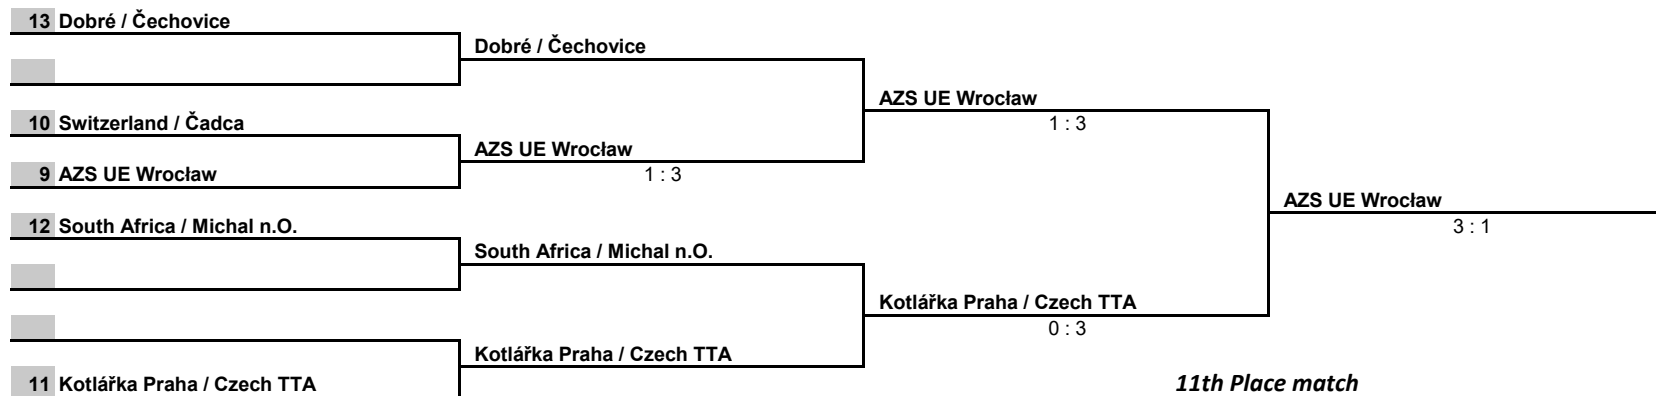 13 Dobré / Čechovice
Dobré / Čechovice
AZS UE Wrocław
10 Switzerland / Čadca
1 : 3
AZS UE Wrocław
9 AZS UE Wrocław
1 : 3
AZS UE Wrocław
12 South Africa / Michal n.O.
3 : 1
South Africa / Michal n.O.
Kotlářka Praha / Czech TTA
0 : 3
Kotlářka Praha / Czech TTA
11 Kotlářka Praha / Czech TTA
11th Place match